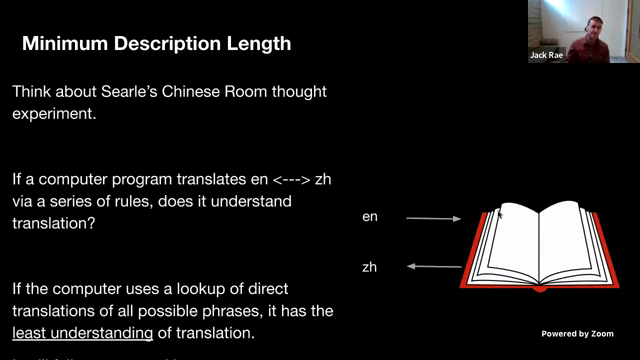 Minimum Description Length
Jack Rae
Think about Searle's Chinese Room thought
experiment.
If a computer program translates en <---> zh
via a series of rules, does it understand
translation?
en
zh
If the computer uses a lookup of direct
translations of all possible phrases, it has the
least understanding of translation.
Powered by Zoom